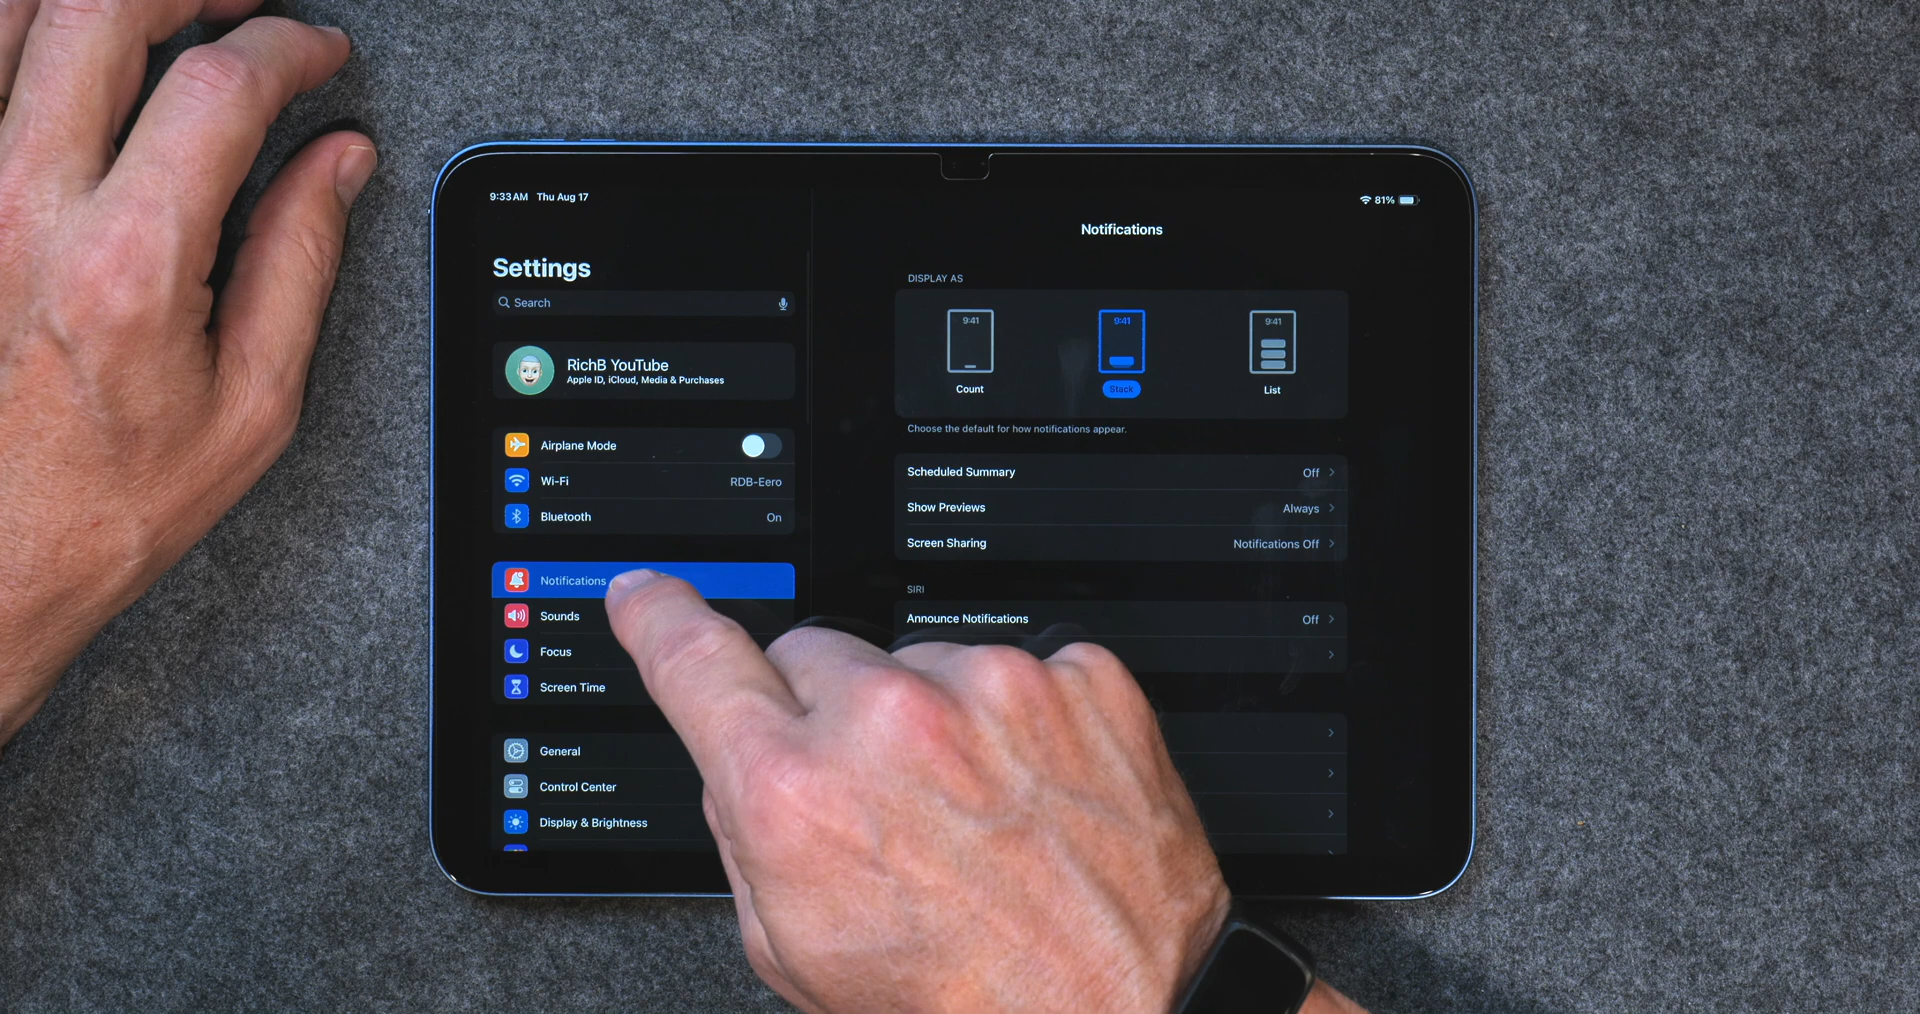 9:33 AM Thu Aug 17
81%
Settings
Search
RichB YouTube
Apple ID, iCloud, Media & Purchases
Airplane Mode
Wi-Fi RDB-Eero
Bluetooth On
Notifications
Sounds
Focus
Screen Time
General
Control Center
Display & Brightness
Notifications
DISPLAY AS
9:41 9:41 9:41
Count Stack List
Choose the default for how notifications appear.
Scheduled Summary Off
Show Previews Always
Screen Sharing Notifications Off
SIRI
Announce Notifications Off